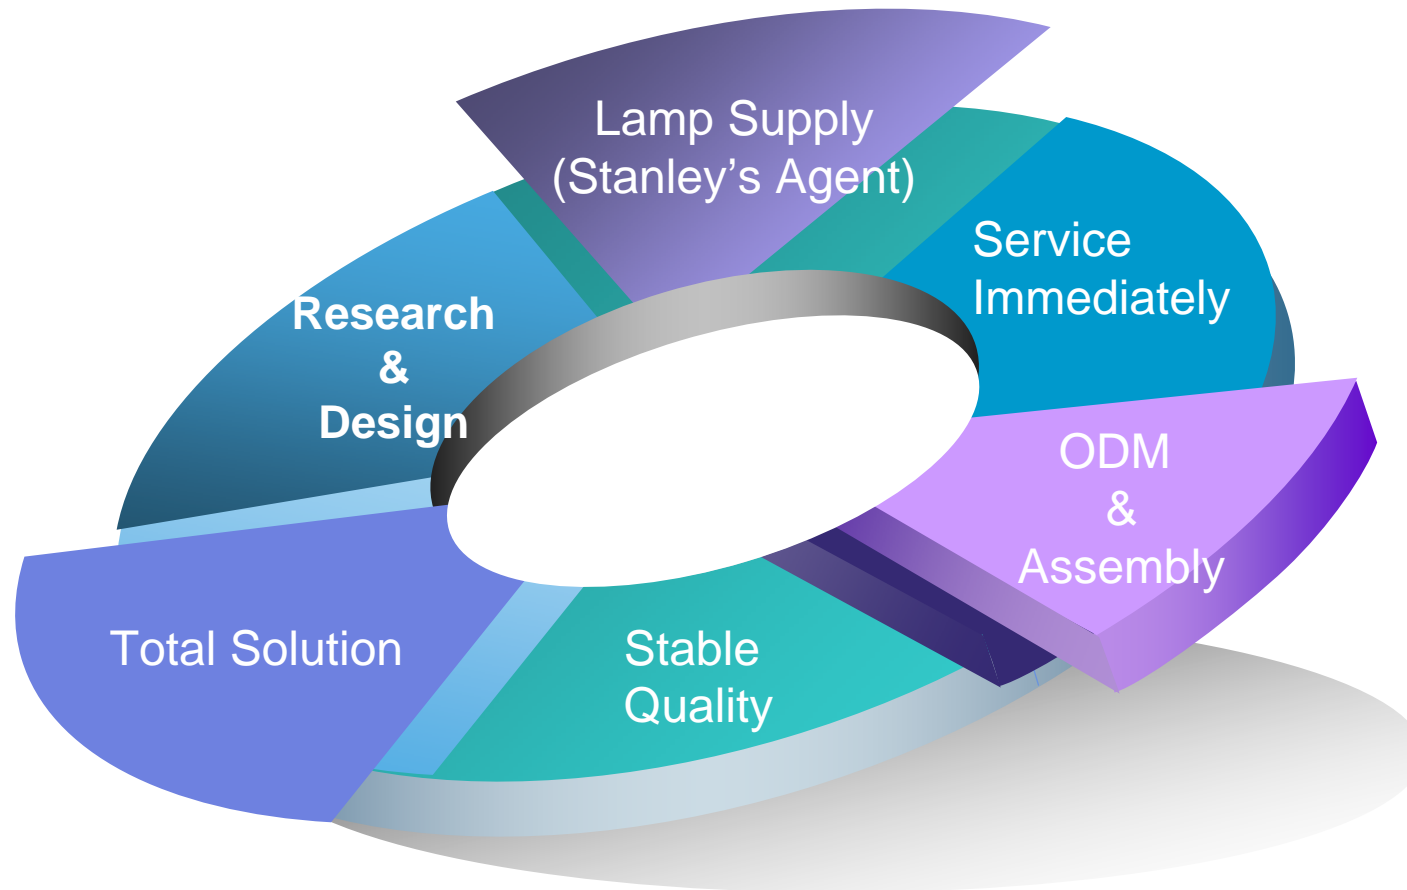 Lamp Supply
(Stanley’s Agent)
Service
Immediately
Research
&
Design
ODM
&
Assembly
Total Solution
Stable
Quality